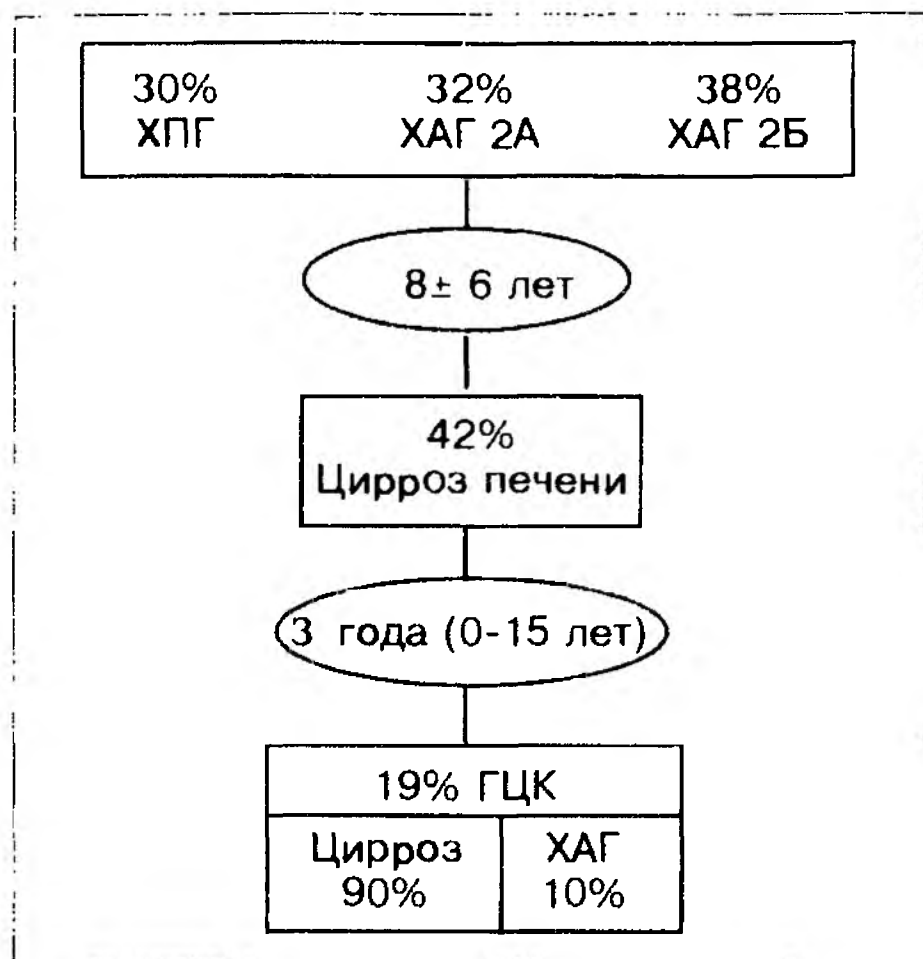 30% 32% 38%
ХПГ ХАГ 2А ХАГ 2Б
8± 6 лет
42%
Цирроз печени
3 года (0-15 лет)
19% ГЦК
Цирроз ХАГ
90% 10%